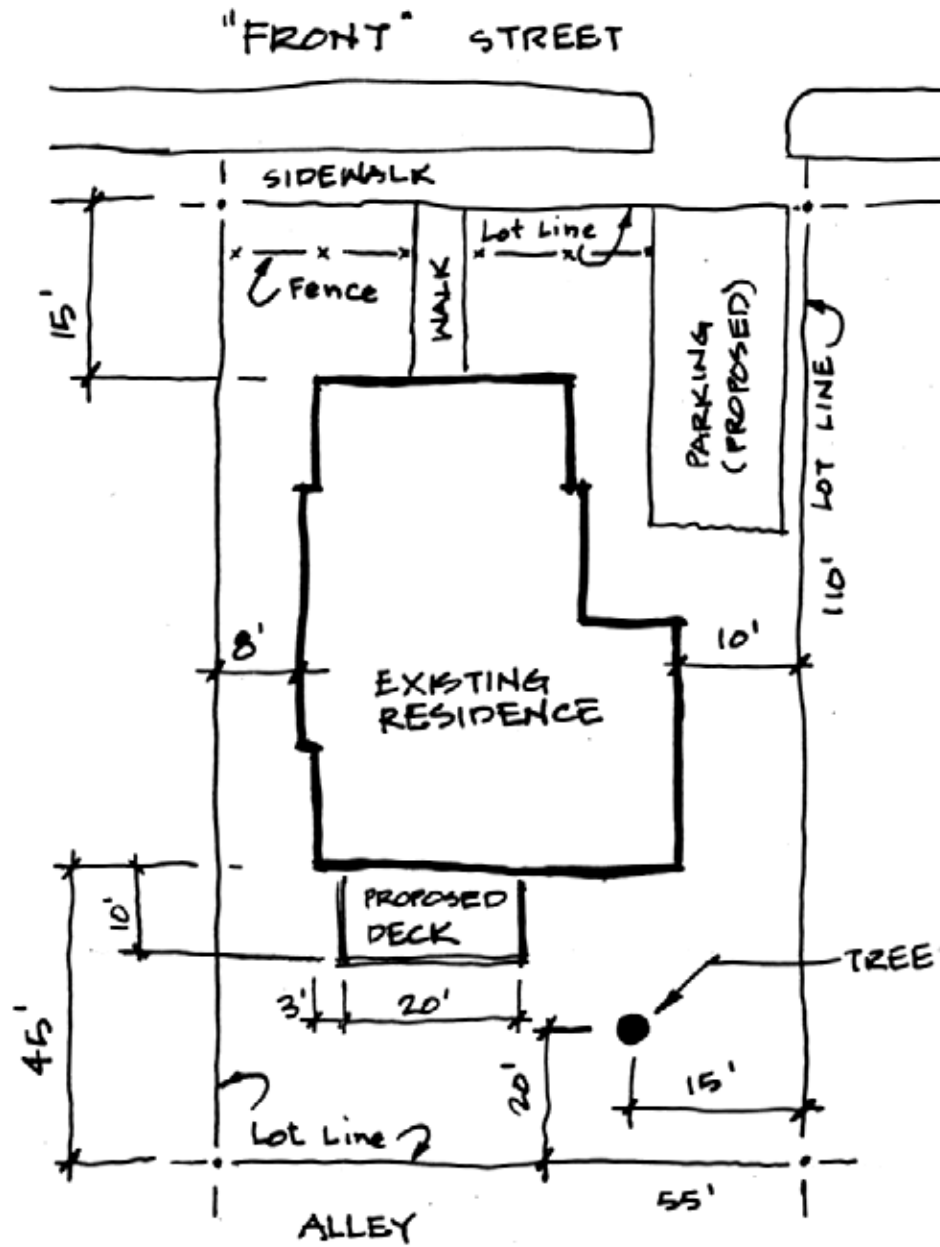 "FRONT" STREET
SIDEWALK
Lot Line
Fence
WALK
15'
PARKING
(PROPOSED)
110' LOT LINE
8'
10'
EXISTING
RESIDENCE
PROPOSED
DECK
10'
TREE
3'
20'
45'
20'
15'
Lot Line
55'
ALLEY